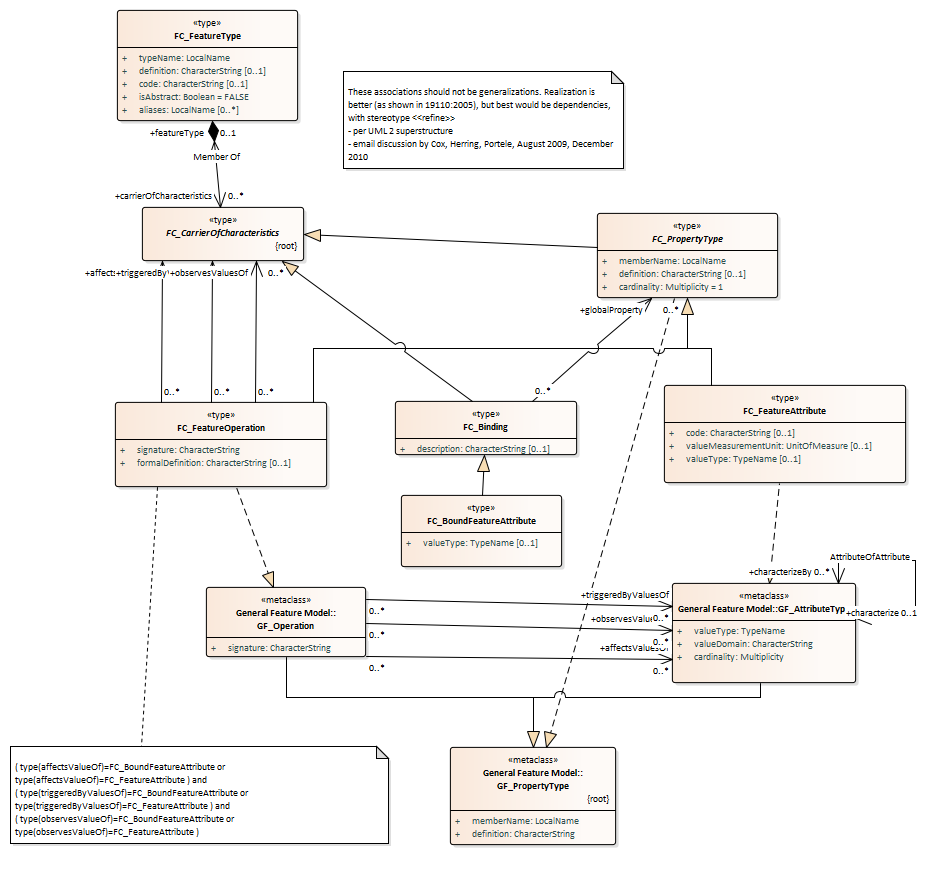 «type»
FC_FeatureType
+ typeName: LocalName
+ definition: CharacterString [0..1]
+ code: CharacterString [0..1]
+ isAbstract: Boolean = FALSE
+ aliases: LocalName [0..*]
These associations should not be generalizations. Realization is
better (as shown in 19110:2005), but best would be dependencies,
with stereotype <<refine>>
- per UML 2 superstructure
- email discussion by Cox, Herring, Portele, August 2009, December
2010
+featureType 0..1
Member Of
+carrierOfCharacteristics 0..*
«type»
FC_CarrierOfCharacteristics
{root}
«type»
FC_PropertyType
+ memberName: LocalName
+ definition: CharacterString [0..1]
+ cardinality: Multiplicity = 1
+affects +triggeredBy +observesValuesOf 0..*
+globalProperty 0..*
0..* 0..* 0..*
0..*
«type»
FC_FeatureOperation
+ signature: CharacterString
+ formalDefinition: CharacterString [0..1]
«type»
FC_Binding
+ description: CharacterString [0..1]
«type»
FC_FeatureAttribute
+ code: CharacterString [0..1]
+ valueMeasurementUnit: UnitOfMeasure [0..1]
+ valueType: TypeName [0..1]
«type»
FC_BoundFeatureAttribute
+ valueType: TypeName [0..1]
AttributeOfAttribute
+characterizeBy 0..*
+characterize 0..1
«metaclass»
General Feature Model::
GF_Operation
+ signature: CharacterString
+triggeredByValuesOf
0..*
0..*
+observesValue
0..*
0..*
+affectsValuesOf
0..*
0..*
«metaclass»
General Feature Model::GF_AttributeTyp
+ valueType: TypeName
+ valueDomain: CharacterString
+ cardinality: Multiplicity
( type(affectsValueOf)=FC_BoundFeatureAttribute or
type(affectsValueOf)=FC_FeatureAttribute ) and
( type(triggeredByValuesOf)=FC_BoundFeatureAttribute or
type(triggeredByValuesOf)=FC_FeatureAttribute ) and
( type(observesValueOf)=FC_BoundFeatureAttribute or
type(observesValueOf)=FC_FeatureAttribute )
«metaclass»
General Feature Model::
GF_PropertyType
{root}
+ memberName: LocalName
+ definition: CharacterString